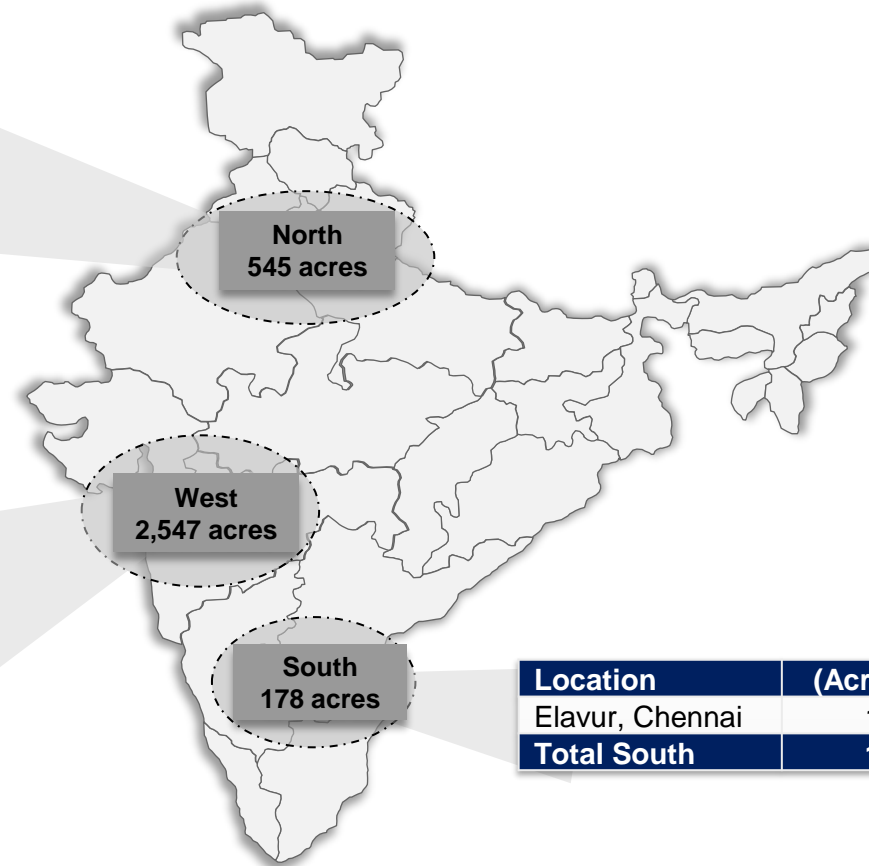 North
545 acres
West
2,547 acres
South
178 acres
Location
Elavur, Chennai
Total South